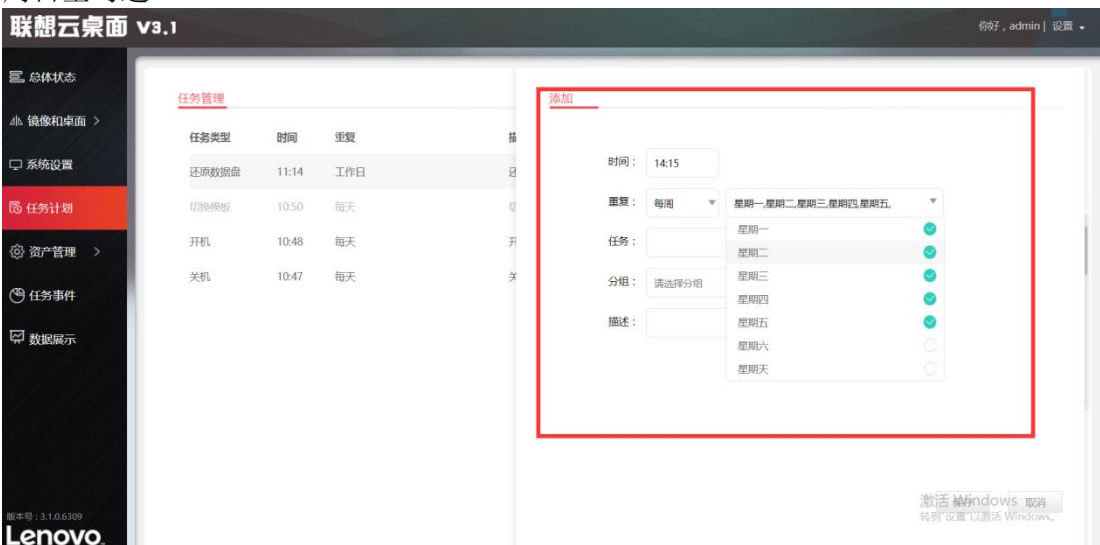 联想云桌面 V3.1
你好，admin | 设置
总体状态
镜像和桌面
系统设置
任务计划
资产管理
任务事件
数据展示
版本号：3.1.0.6309
Lenovo
任务管理
任务类型 时间 重复
还原数据盘 11:14 工作日
切换模板 10:50 每天
开机 10:48 每天
关机 10:47 每天
添加
时间： 14:15
重复： 每周 星期一,星期二,星期三,星期四,星期五,
任务：
分组： 请选择分组
描述：
星期一
星期二
星期三
星期四
星期五
星期六
星期天
保存 取消
激活 Windows
转到"设置"以激活 Windows。